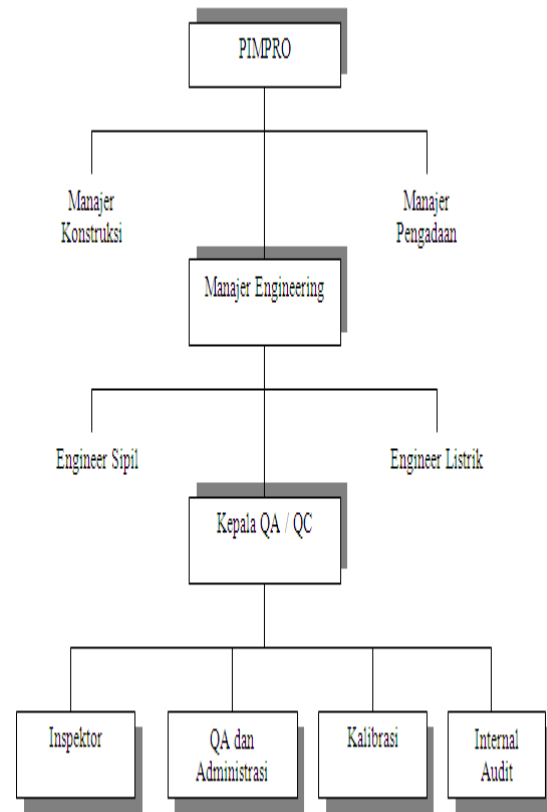 PIMPRO
Manajer
Konstruksi
Manajer
Pengadaan
Manajer Engineering
Engineer Sipil
Engineer Listrik
Kepala QA / QC
Inspektor
QA dan
Administrasi
Kalibrasi
Internal
Audit